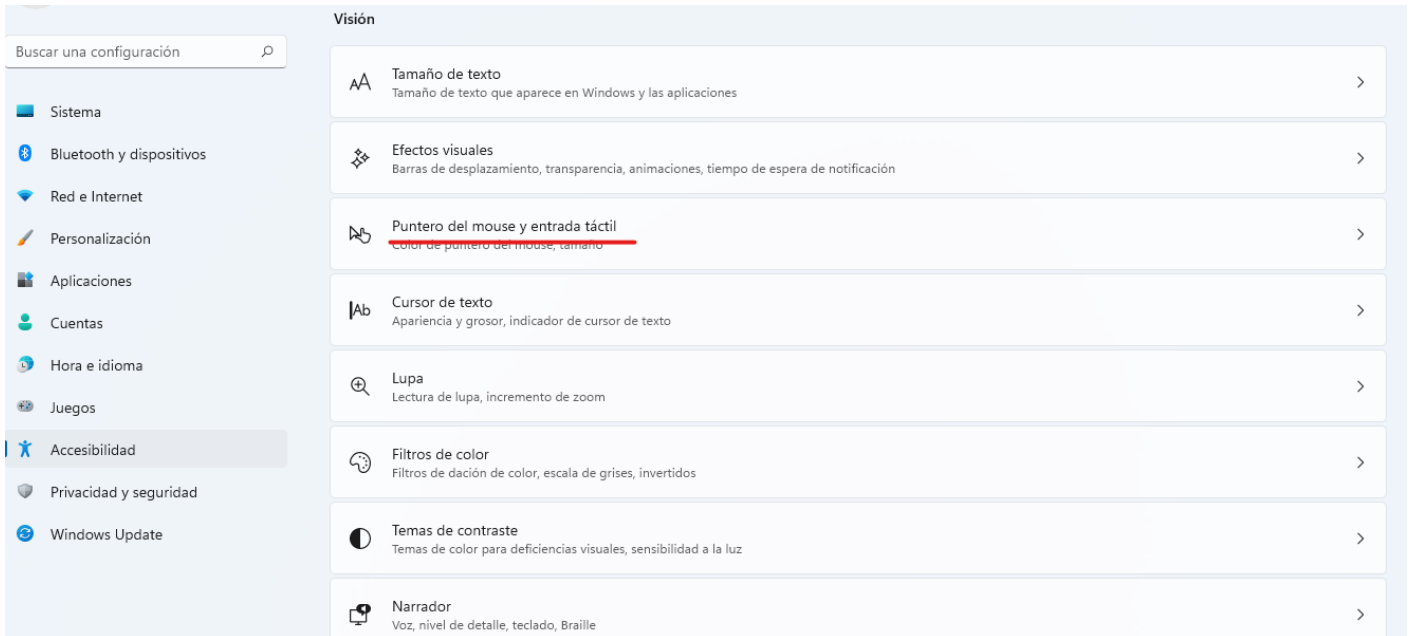 Visión
Buscar una configuración
Sistema
Bluetooth y dispositivos
Red e Internet
Personalización
Aplicaciones
Cuentas
Hora e idioma
Juegos
Accesibilidad
Privacidad y seguridad
Windows Update
Tamaño de texto
Tamaño de texto que aparece en Windows y las aplicaciones
Efectos visuales
Barras de desplazamiento, transparencia, animaciones, tiempo de espera de notificación
Puntero del mouse y entrada táctil
Color de puntero del mouse, tamaño
Ab
Cursor de texto
Apariencia y grosor, indicador de cursor de texto
Lupa
Lectura de lupa, incremento de zoom
Filtros de color
Filtros de dación de color, escala de grises, invertidos
Temas de contraste
Temas de color para deficiencias visuales, sensibilidad a la luz
Narrador
Voz, nivel de detalle, teclado, Braille